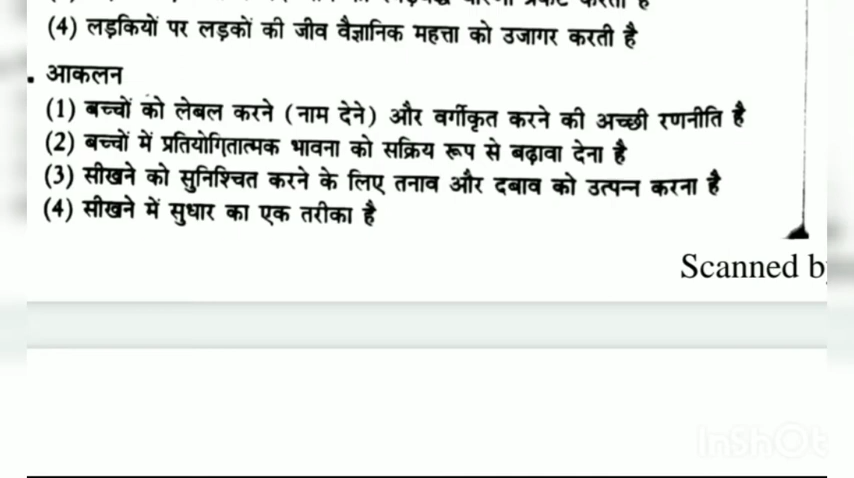 (4) लड़कियों पर लड़कों की जीव वैज्ञानिक महत्ता को उजागर करती है
. आकलन
(1) बच्चों को लेबल करने (नाम देने) और वर्गीकृत करने की अच्छी रणनीति है
(2) बच्चों में प्रतियोगितात्मक भावना को सक्रिय रूप से बढ़ावा देना है
(3) सीखने को सुनिश्चित करने के लिए तनाव और दबाव को उत्पन्न करना है
(4) सीखने में सुधार का एक तरीका है
Scanned b
InShOt